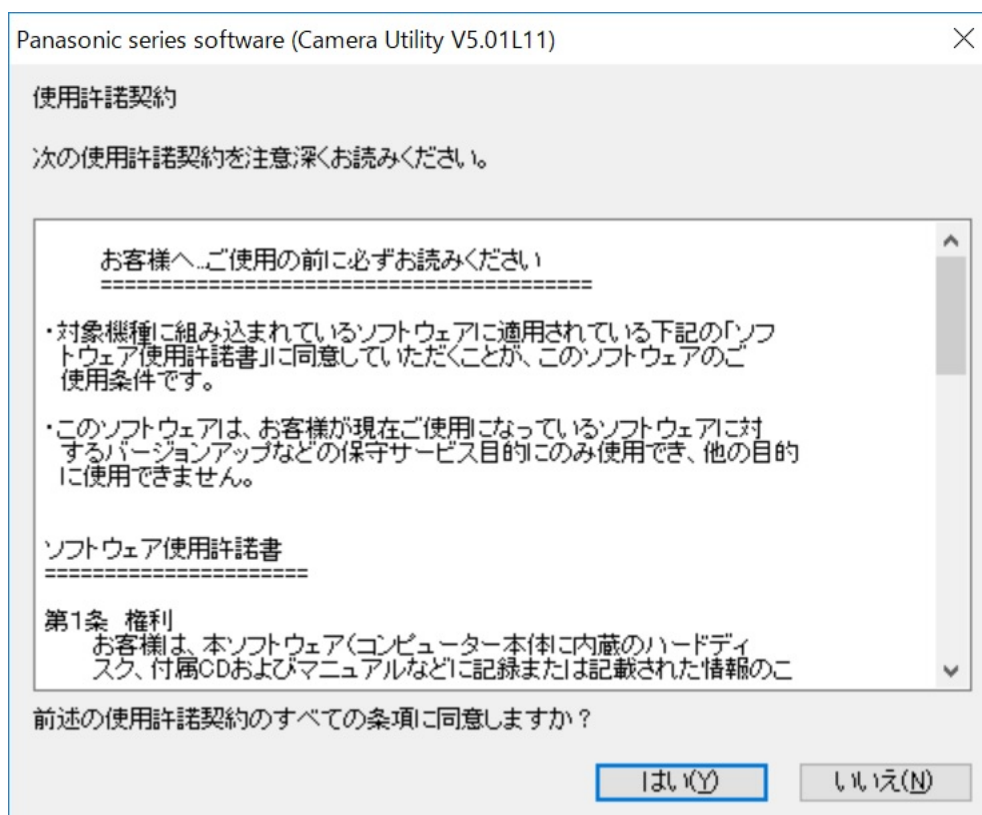 Panasonic series software (Camera Utility V5.01L11)
使用許諾契約
次の使用許諾契約を注意深くお読みください。
お客様へ...ご使用の前に必ずお読みください
=========================================
・対象機種に組み込まれているソフトウェアに適用されている下記の「ソフ
トウェア使用許諾書」に同意していただくことが、このソフトウェアのご
使用条件です。
・このソフトウェアは、お客様が現在ご使用になっているソフトウェアに対
するバージョンアップなどの保守サービス目的にのみ使用でき、他の目的
に使用できません。
ソフトウェア使用許諾書
======================
第1条 権利
お客様は、本ソフトウェア(コンピューター本体に内蔵のハードディ
スク、付属CDおよびマニュアルなどに記録または記載された情報のこ
前述の使用許諾契約のすべての条項に同意しますか？
はい(Y)
いいえ(N)